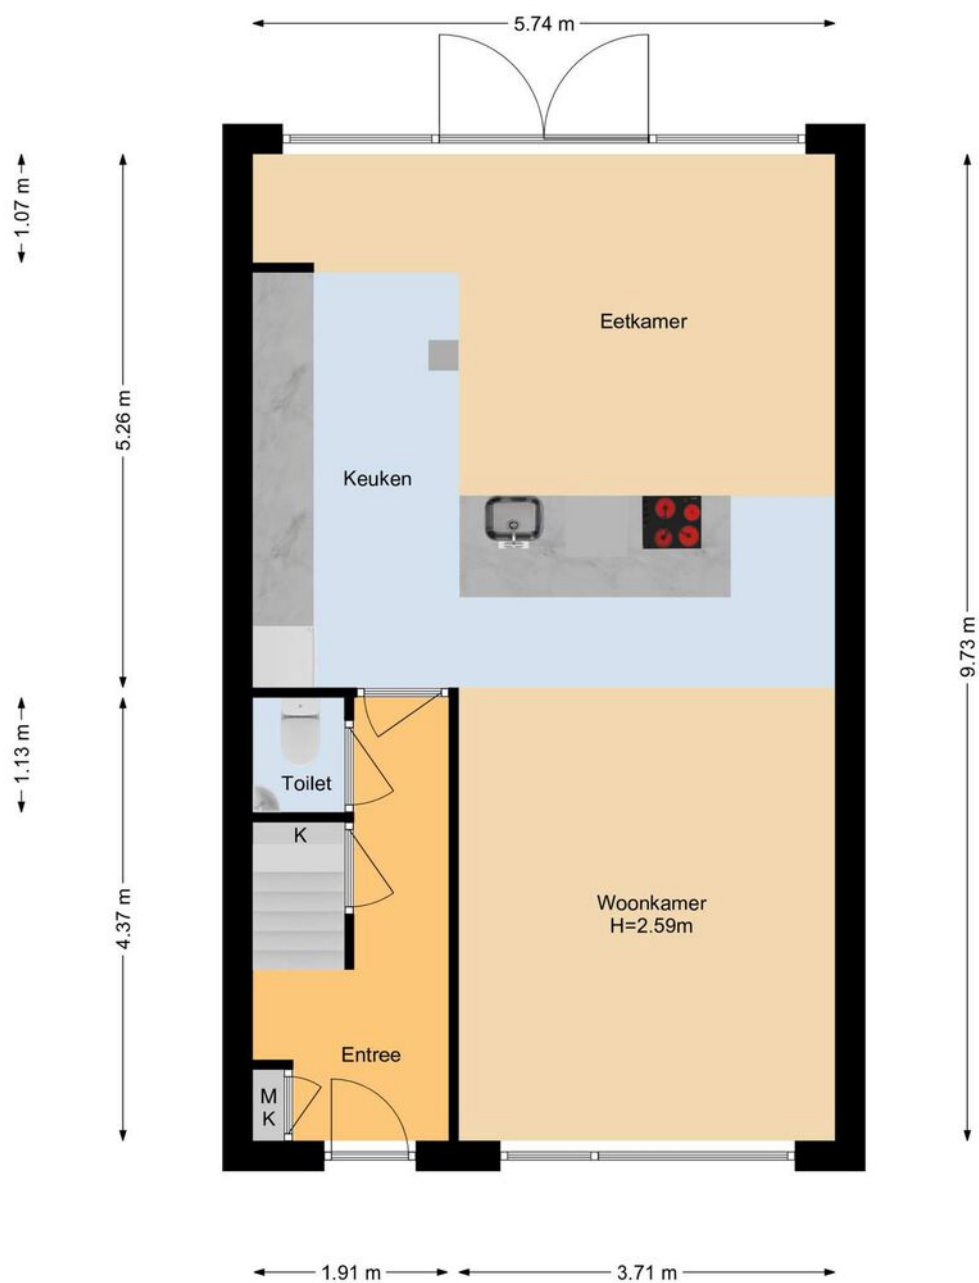 5.74 m
1.07 m
5.26 m
Eetkamer
Keuken
9.73 m
1.13 m
Toilet
K
4.37 m
Woonkamer
H=2.59m
Entree
M
K
1.91 m
3.71 m